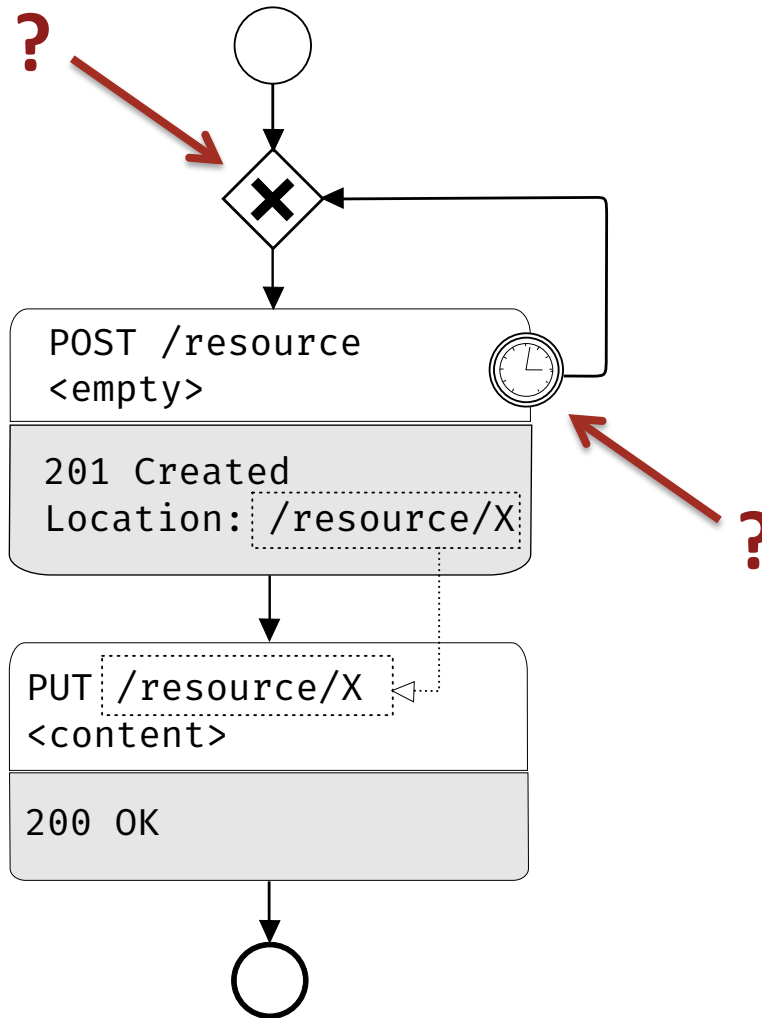 ?
POST /resource
<empty>
201 Created
Location: /resource/X
?
PUT /resource/X
<content>
200 OK